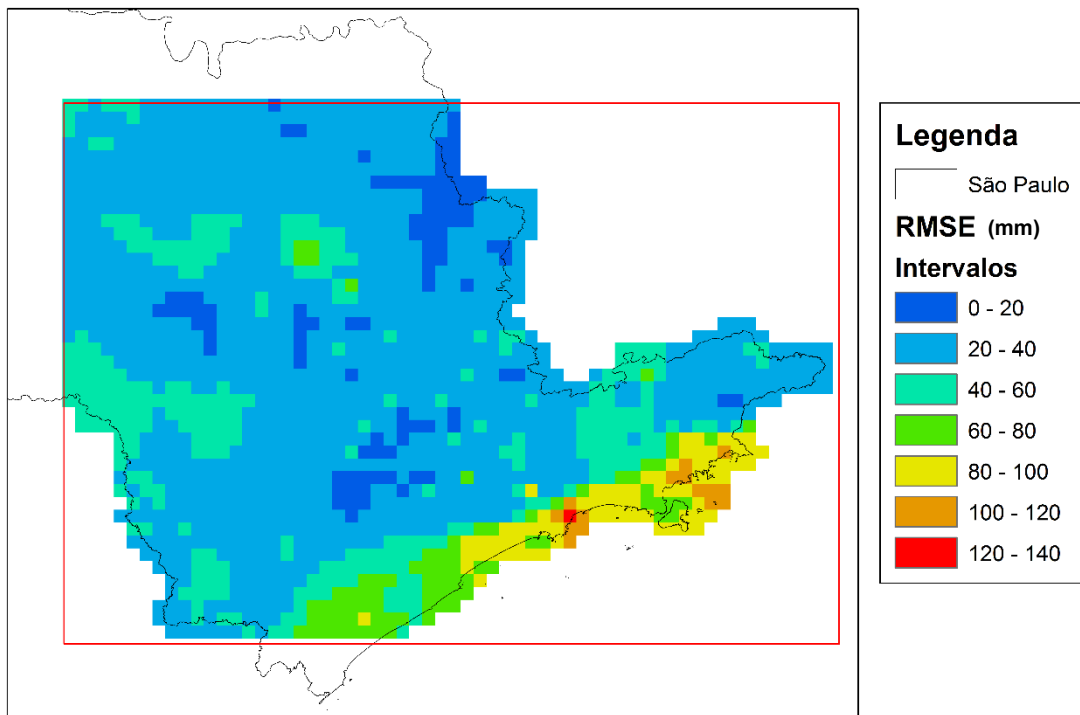 Legenda
São Paulo
RMSE (mm)
Intervalos
0 - 20
20 - 40
40 - 60
60 - 80
80 - 100
100 - 120
120 - 140